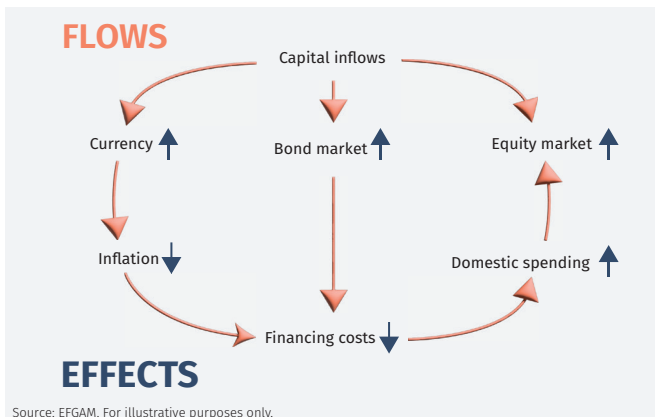 FLOWS
Capital inflows
Currency
Bond market
Equity market
Inflation
Domestic spending
Financing costs
EFFECTS
Source: EFGAM. For illustrative purposes only.